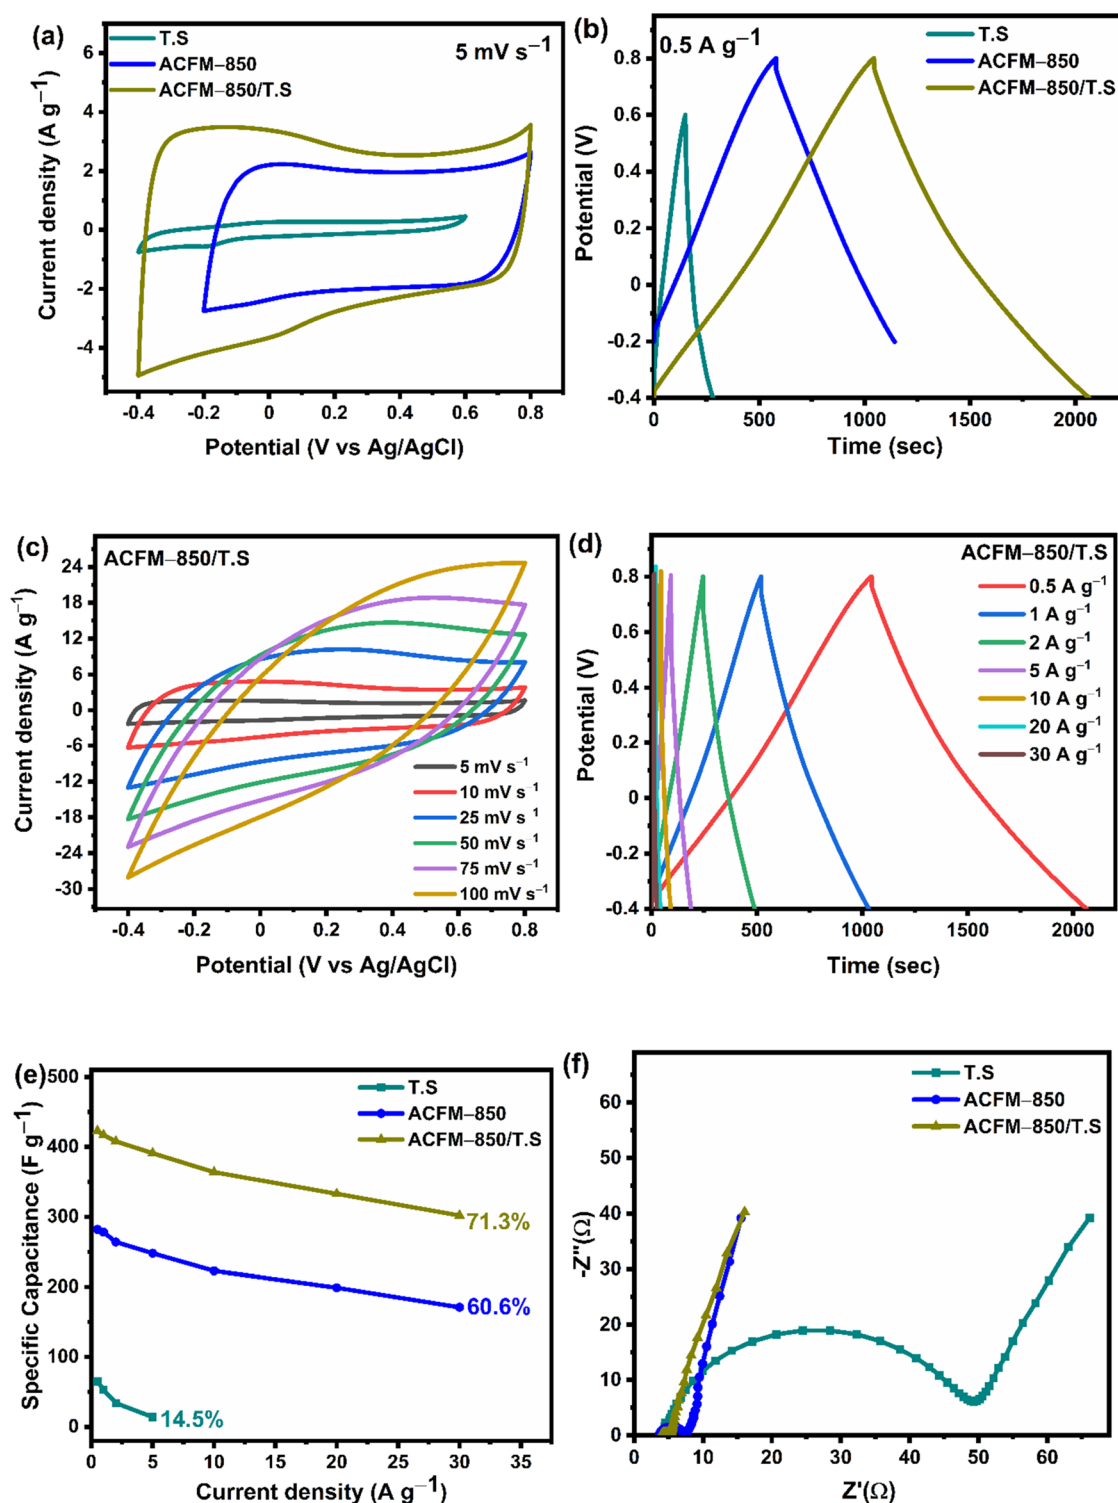 (a)
T.S
ACFM−850
ACFM−850/T.S
5 mV s⁻¹
Current density (A g⁻¹)
6
4
2
0
-2
-4
-0.4 -0.2 0 0.2 0.4 0.6 0.8
Potential (V vs Ag/AgCl)
(b)
0.5 A g⁻¹
T.S
ACFM−850
ACFM−850/T.S
Potential (V)
0.8
0.6
0.4
0.2
0
-0.2
-0.4
0 500 1000 1500 2000
Time (sec)
(c)
ACFM−850/T.S
Current density (A g⁻¹)
24
18
12
6
0
-6
-12
-18
-24
-30
5 mV s⁻¹
10 mV s⁻¹
25 mV s⁻¹
50 mV s⁻¹
75 mV s⁻¹
100 mV s⁻¹
-0.4 -0.2 0 0.2 0.4 0.6 0.8
Potential (V vs Ag/AgCl)
(d)
ACFM−850/T.S
0.5 A g⁻¹
1 A g⁻¹
2 A g⁻¹
5 A g⁻¹
10 A g⁻¹
20 A g⁻¹
30 A g⁻¹
Potential (V)
0.8
0.6
0.4
0.2
0
-0.2
-0.4
0 500 1000 1500 2000
Time (sec)
(e)
T.S
ACFM−850
ACFM−850/T.S
Specific Capacitance (F g⁻¹)
500
400
300
200
100
0
71.3%
60.6%
14.5%
0 5 10 15 20 25 30 35
Current density (A g⁻¹)
(f)
T.S
ACFM−850
ACFM−850/T.S
-Z"(Ω)
60
50
40
30
20
10
0
0 10 20 30 40 50 60
Z'(Ω)